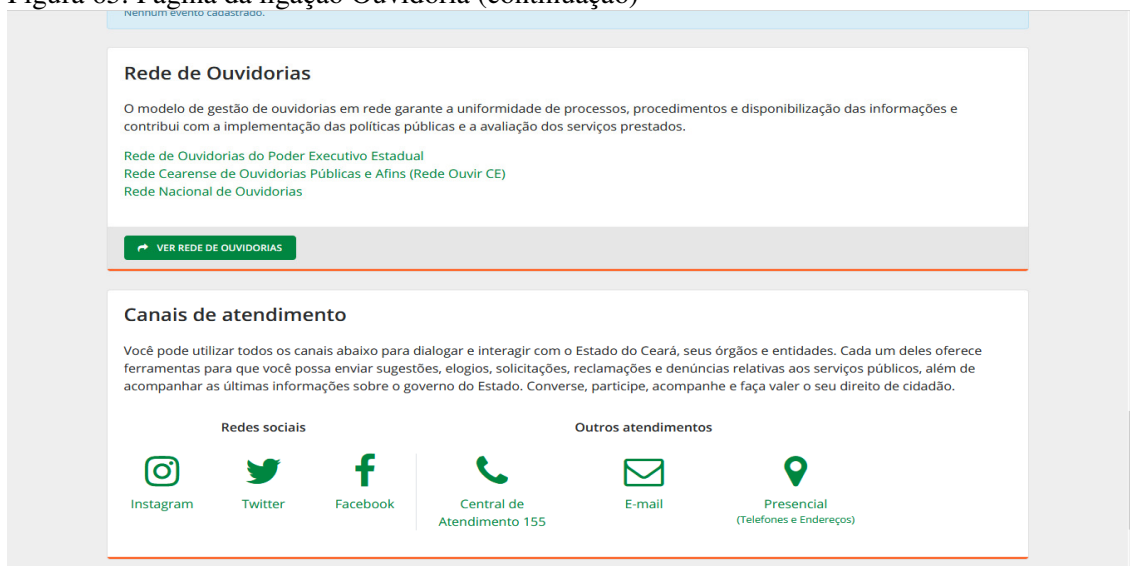 Figura 65: Página da ligação Ouvidoria (continuação)
Nenhum evento cadastrado.
Rede de Ouvidorias
O modelo de gestão de ouvidorias em rede garante a uniformidade de processos, procedimentos e disponibilização das informações e
contribui com a implementação das políticas públicas e a avaliação dos serviços prestados.
Rede de Ouvidorias do Poder Executivo Estadual
Rede Cearense de Ouvidorias Públicas e Afins (Rede Ouvir CE)
Rede Nacional de Ouvidorias
VER REDE DE OUVIDORIAS
Canais de atendimento
Você pode utilizar todos os canais abaixo para dialogar e interagir com o Estado do Ceará, seus órgãos e entidades. Cada um deles oferece
ferramentas para que você possa enviar sugestões, elogios, solicitações, reclamações e denúncias relativas aos serviços públicos, além de
acompanhar as últimas informações sobre o governo do Estado. Converse, participe, acompanhe e faça valer o seu direito de cidadão.
Redes sociais
Instagram
Twitter
Facebook
Outros atendimentos
Central de
Atendimento 155
E-mail
Presencial
(Telefones e Endereços)